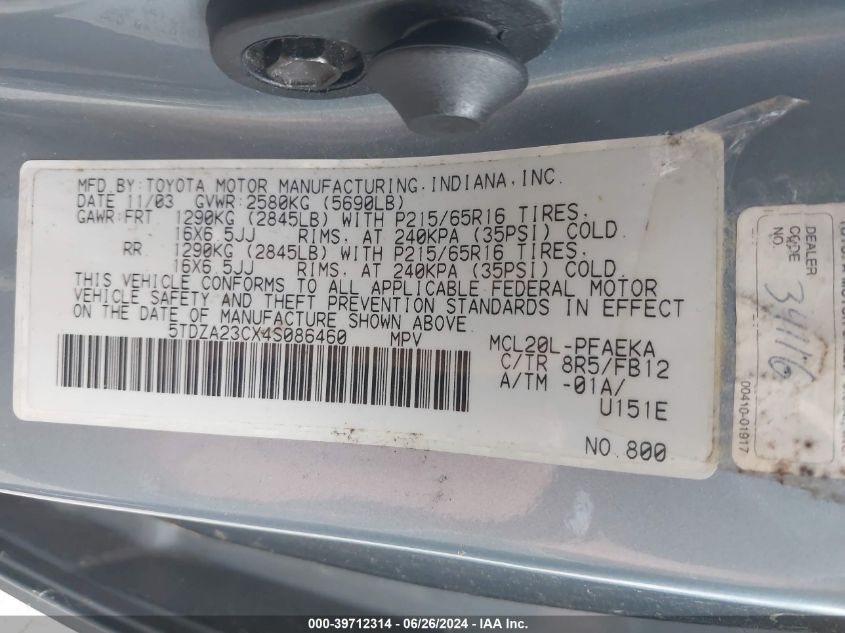 MFD.BY:TOYOTA MOTOR MANUFACTURING,INDIANA,INC.
DATE 11/03 GVWR:2580KG (5690LB)
GAWR:FRT 1290KG (2845LB) WITH P215/65R16 TIRES,
16X6.5JJ RIMS, AT 240KPA (35PSI) COLD.
RR 1290KG (2845LB) WITH P215/65R16 TIRES,
16X6.5JJ RIMS, AT 240KPA (35PSI) COLD.
THIS VEHICLE CONFORMS TO ALL APPLICABLE FEDERAL MOTOR
VEHICLE SAFETY AND THEFT PREVENTION STANDARDS IN EFFECT
ON THE DATE OF MANUFACTURE SHOWN ABOVE.
5TDZA23CX4S086460 MPV MCL20L-PFAEKA
C/TR 8R5/FB12
A/TM -01A/
U151E
NO.800
DEALER
CODE
NO.
34116
00410-01917
000-39712314 - 06/26/2024 - IAA Inc.